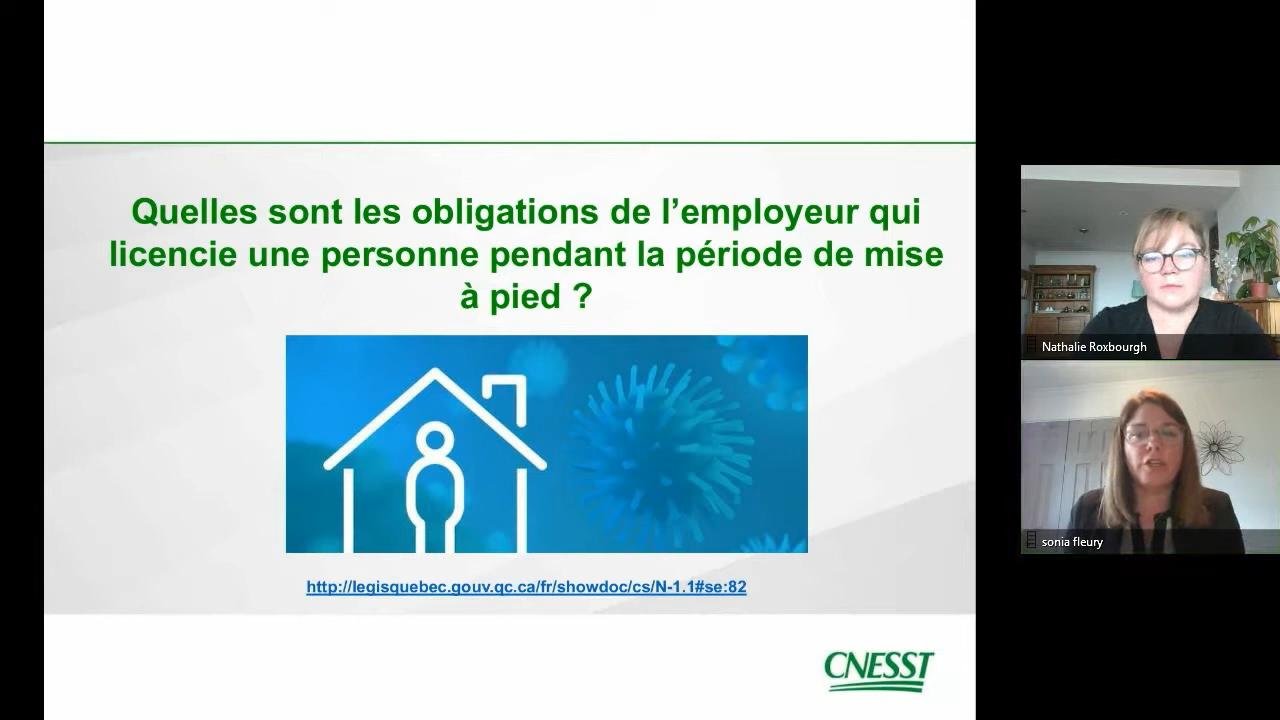 Quelles sont les obligations de l’employeur qui
licencie une personne pendant la période de mise
à pied ?
http://legisquebec.gouv.qc.ca/fr/showdoc/cs/N-1.1#se:82
CNESST
Nathalie Roxbourgh
sonia fleury